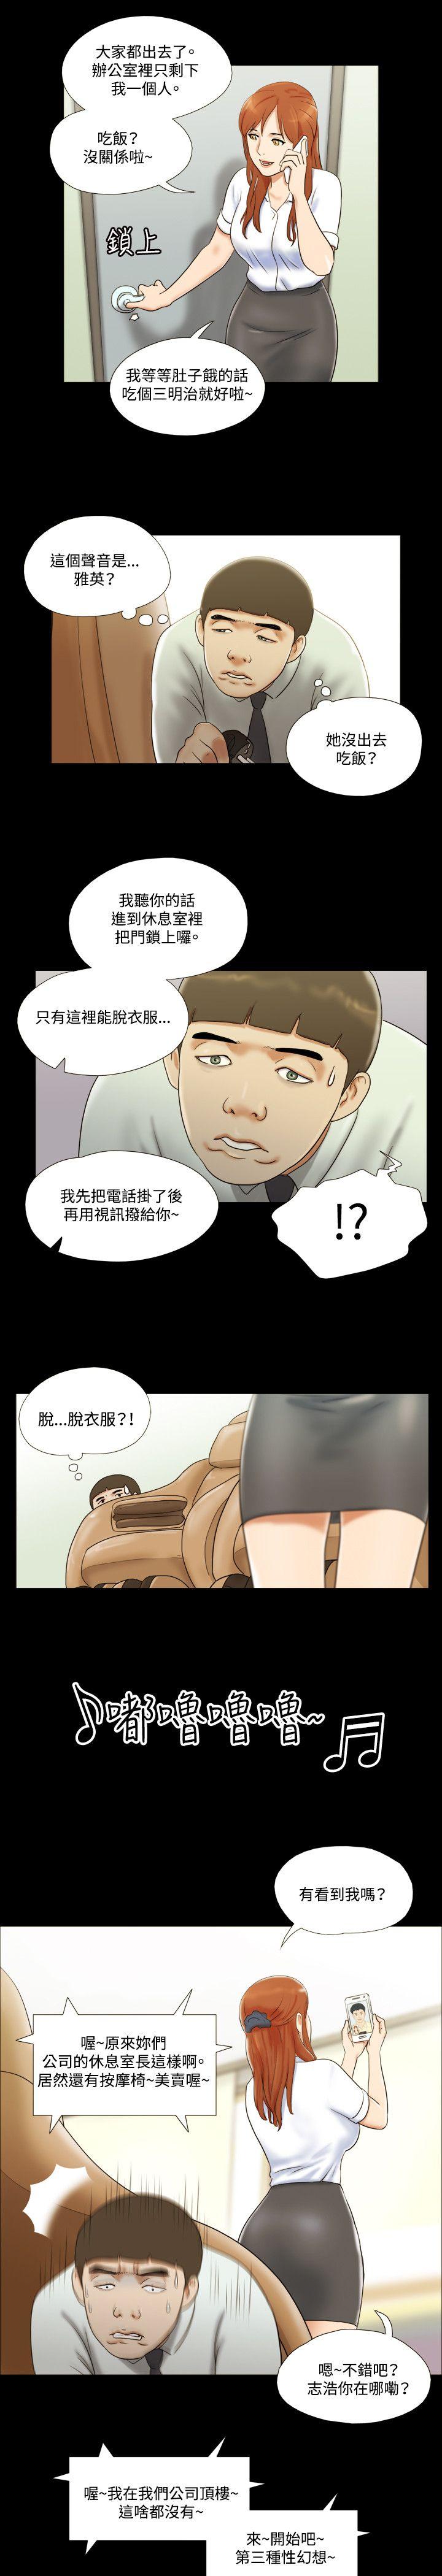 大家都出去了。
辦公室裡只剩下
我一個人。
吃飯?
沒關係啦~
鎖上
我等等肚子餓的話
吃個三明治就好啦~
這個聲音是...
雅英?
她沒出去
吃飯?
我聽你的話
進到休息室裡
把門鎖上囉。
只有這裡能脫衣服...
我先把電話掛了後
再用視訊撥給你~
!?
脫...脫衣服?!
♪嘟嚕嚕嚕~♬
有看到我嗎?
喔~原來妳們
公司的休息室長這樣啊。
居然還有按摩椅~美賣喔~
嗯~不錯吧?
志浩你在哪嘞?
喔~我在我們公司頂樓~
這啥都沒有~
來~開始吧~
第三種性幻想~